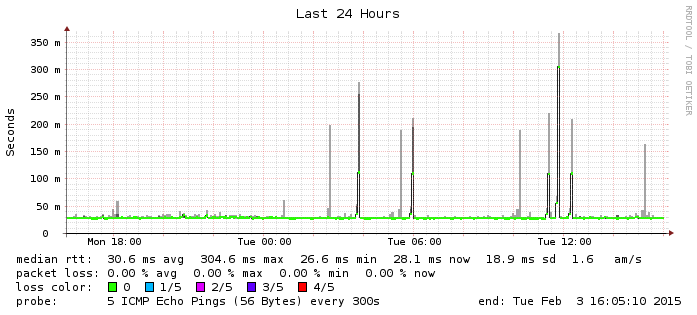 Last 24 Hours
RRDTOOL / TOBI OETIKER
Seconds
350 m
300 m
250 m
200 m
150 m
100 m
50 m
0
Mon 18:00 Tue 00:00 Tue 06:00 Tue 12:00
median rtt: 30.6 ms avg 304.6 ms max 26.6 ms min 28.1 ms now 18.9 ms sd 1.6 am/s
packet loss: 0.00 % avg 0.00 % max 0.00 % min 0.00 % now
loss color: 0 1/5 2/5 3/5 4/5
probe: 5 ICMP Echo Pings (56 Bytes) every 300s end: Tue Feb 3 16:05:10 2015